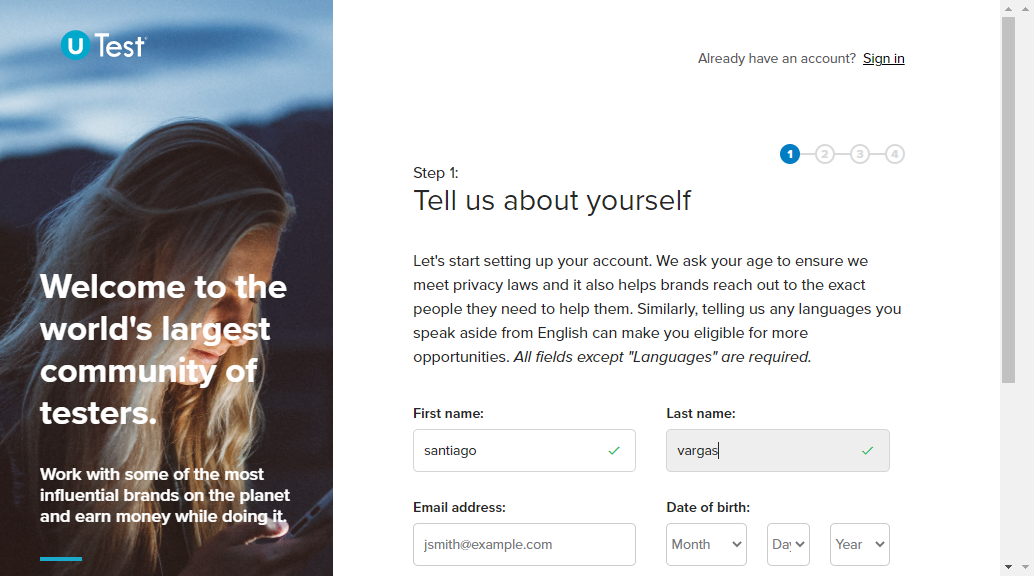 U Test
Welcome to the
world's largest
community of
testers.
Work with some of the most
influential brands on the planet
and earn money while doing it.
Already have an account? Sign in
1 2 3 4
Step 1:
Tell us about yourself
Let's start setting up your account. We ask your age to ensure we
meet privacy laws and it also helps brands reach out to the exact
people they need to help them. Similarly, telling us any languages you
speak aside from English can make you eligible for more
opportunities. All fields except "Languages" are required.
First name: Last name:
santiago vargas
Email address: Date of birth:
jsmith@example.com Month Day Year